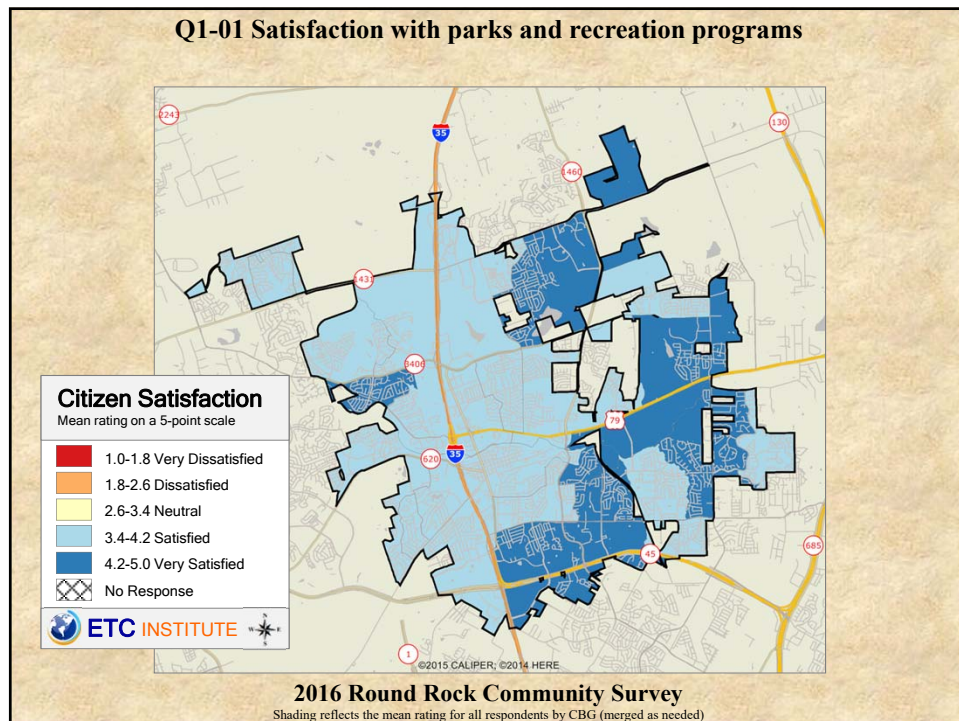 Q1-01 Satisfaction with parks and recreation programs
2243
35
130
1460
1431
3406
79
620
35
45
685
1
Citizen Satisfaction
Mean rating on a 5-point scale
1.0-1.8 Very Dissatisfied
1.8-2.6 Dissatisfied
2.6-3.4 Neutral
3.4-4.2 Satisfied
4.2-5.0 Very Satisfied
No Response
ETC INSTITUTE
©2015 CALIPER; ©2014 HERE
2016 Round Rock Community Survey
Shading reflects the mean rating for all respondents by CBG (merged as needed)